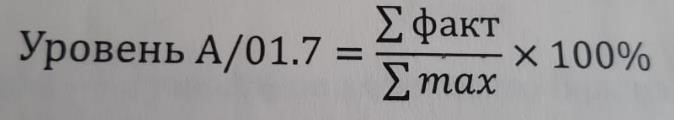 Уровень A/01.7 = ∑ факт / ∑ max × 100%